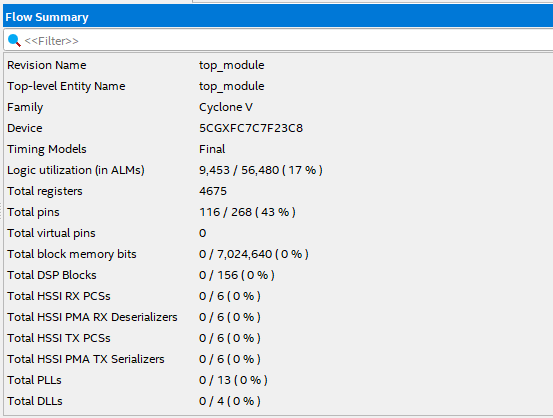 Flow Summary
<<Filter>>
Revision Name top_module
Top-level Entity Name top_module
Family Cyclone V
Device 5CGXFC7C7F23C8
Timing Models Final
Logic utilization (in ALMs) 9,453 / 56,480 ( 17 % )
Total registers 4675
Total pins 116 / 268 ( 43 % )
Total virtual pins 0
Total block memory bits 0 / 7,024,640 ( 0 % )
Total DSP Blocks 0 / 156 ( 0 % )
Total HSSI RX PCSs 0 / 6 ( 0 % )
Total HSSI PMA RX Deserializers 0 / 6 ( 0 % )
Total HSSI TX PCSs 0 / 6 ( 0 % )
Total HSSI PMA TX Serializers 0 / 6 ( 0 % )
Total PLLs 0 / 13 ( 0 % )
Total DLLs 0 / 4 ( 0 % )